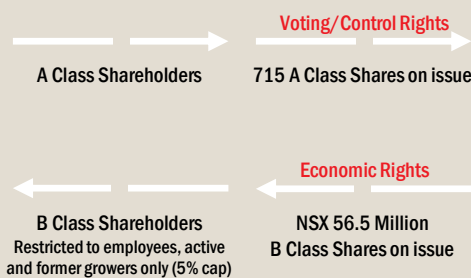 Voting/Control Rights
A Class Shareholders
715 A Class Shares on issue
Economic Rights
B Class Shareholders
Restricted to employees, active
and former growers only (5% cap)
NSX 56.5 Million
B Class Shares on issue